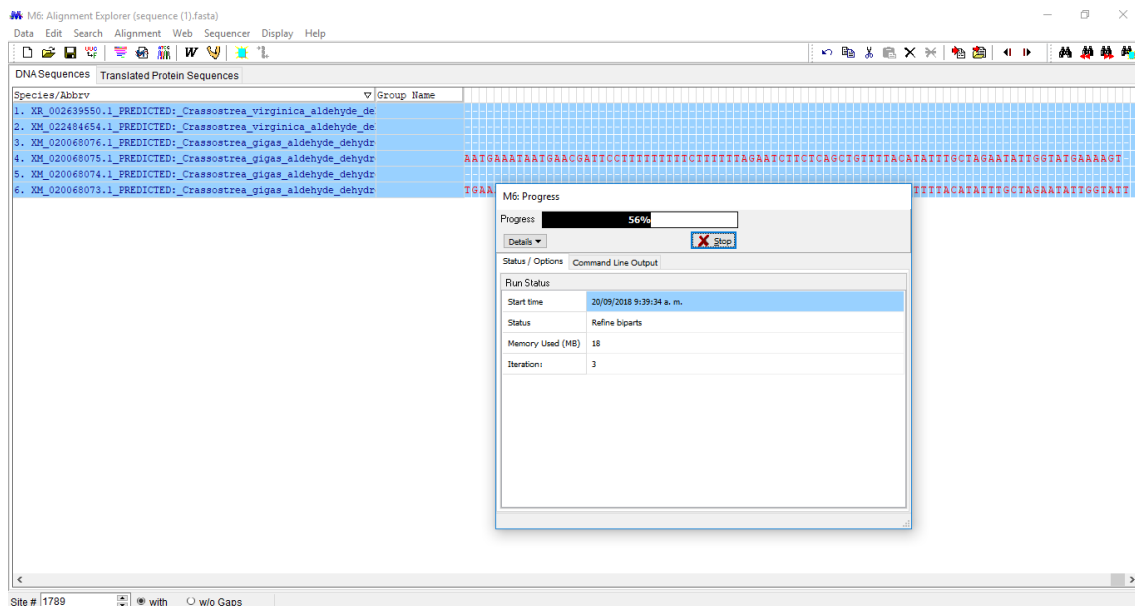 M6: Alignment Explorer (sequence (1).fasta)
Data Edit Search Alignment Web Sequencer Display Help
DNA Sequences Translated Protein Sequences
Species/Abbrv Group Name
1. XR_002639550.1_PREDICTED:_Crassostrea_virginica_aldehyde_de
2. XM_022484654.1_PREDICTED:_Crassostrea_virginica_aldehyde_de
3. XM_020068076.1_PREDICTED:_Crassostrea_gigas_aldehyde_dehydr
4. XM_020068075.1_PREDICTED:_Crassostrea_gigas_aldehyde_dehydr AATGAAATAATGAACGATTCCTTTTTTTTTCTTTTTTAGAATCTTCTCAGCTGTTTTACATATTTGCTAGAATATTGGTATGAAAAGT-
5. XM_020068074.1_PREDICTED:_Crassostrea_gigas_aldehyde_dehydr
6. XM_020068073.1_PREDICTED:_Crassostrea_gigas_aldehyde_dehydr TGAA TTTTACATATTTGCTAGAATATTGGTATT
M6: Progress
Progress 56%
Details Stop
Status / Options Command Line Output
Run Status
Start time 20/09/2018 9:39:34 a. m.
Status Refine biparts
Memory Used (MB) 18
Iteration: 3
Site # 1789 with w/o Gaps